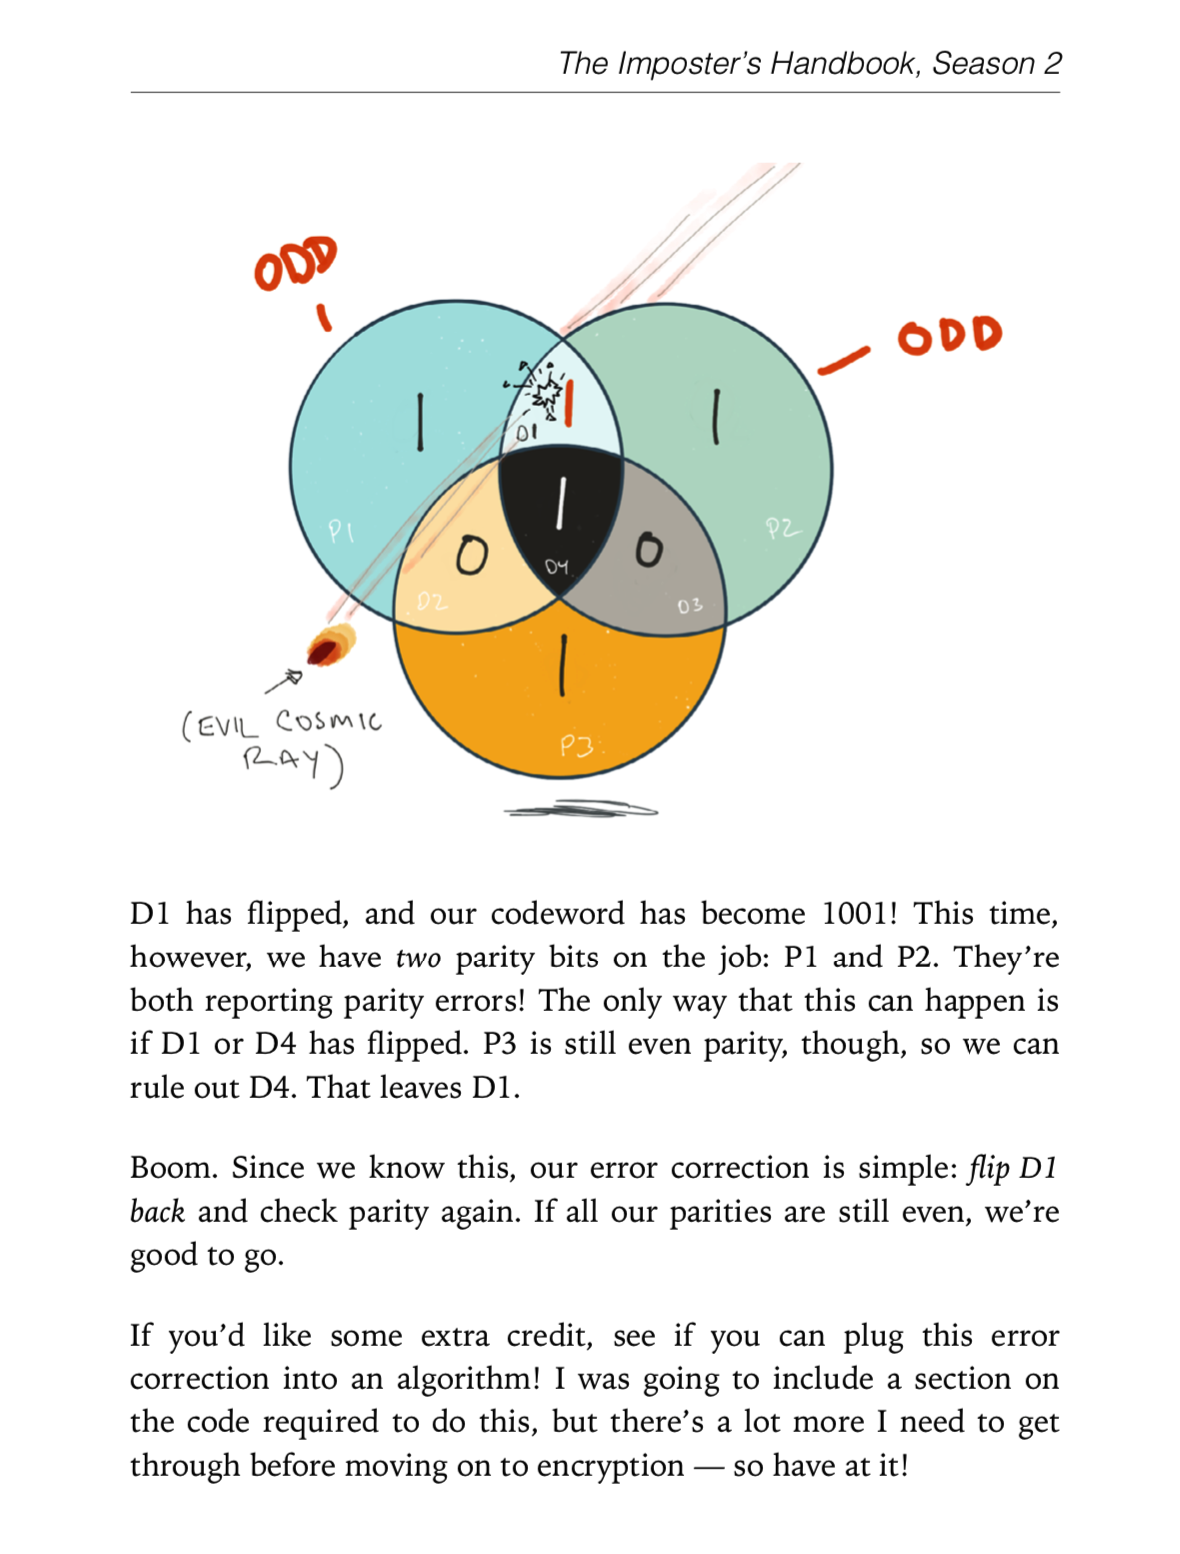 The Imposter’s Handbook, Season 2
ODD
ODD
1
1
1
D1
1
P1
P2
0
0
D4
D2
D3
1
(EVIL COSMIC
RAY)
P3
D1 has flipped, and our codeword has become 1001! This time,
however, we have two parity bits on the job: P1 and P2. They’re
both reporting parity errors! The only way that this can happen is
if D1 or D4 has flipped. P3 is still even parity, though, so we can
rule out D4. That leaves D1.
Boom. Since we know this, our error correction is simple: flip D1
back and check parity again. If all our parities are still even, we’re
good to go.
If you’d like some extra credit, see if you can plug this error
correction into an algorithm! I was going to include a section on
the code required to do this, but there’s a lot more I need to get
through before moving on to encryption — so have at it!